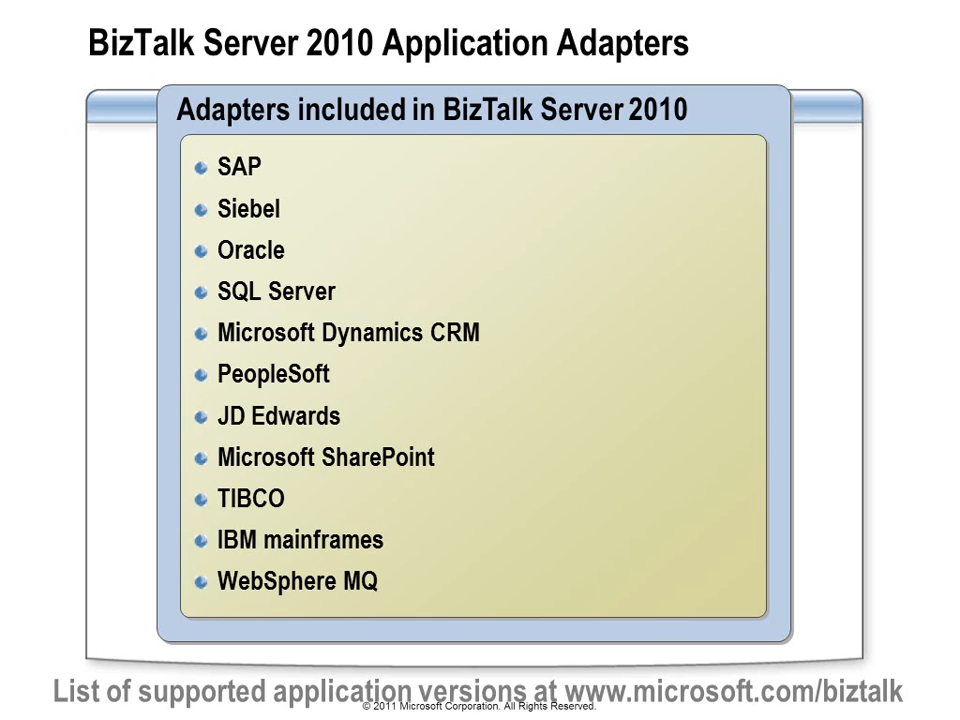 BizTalk Server 2010 Application Adapters
Adapters included in BizTalk Server 2010
SAP
Siebel
Oracle
SQL Server
Microsoft Dynamics CRM
PeopleSoft
JD Edwards
Microsoft SharePoint
TIBCO
IBM mainframes
WebSphere MQ
List of supported application versions at www.microsoft.com/biztalk
© 2011 Microsoft Corporation. All Rights Reserved.